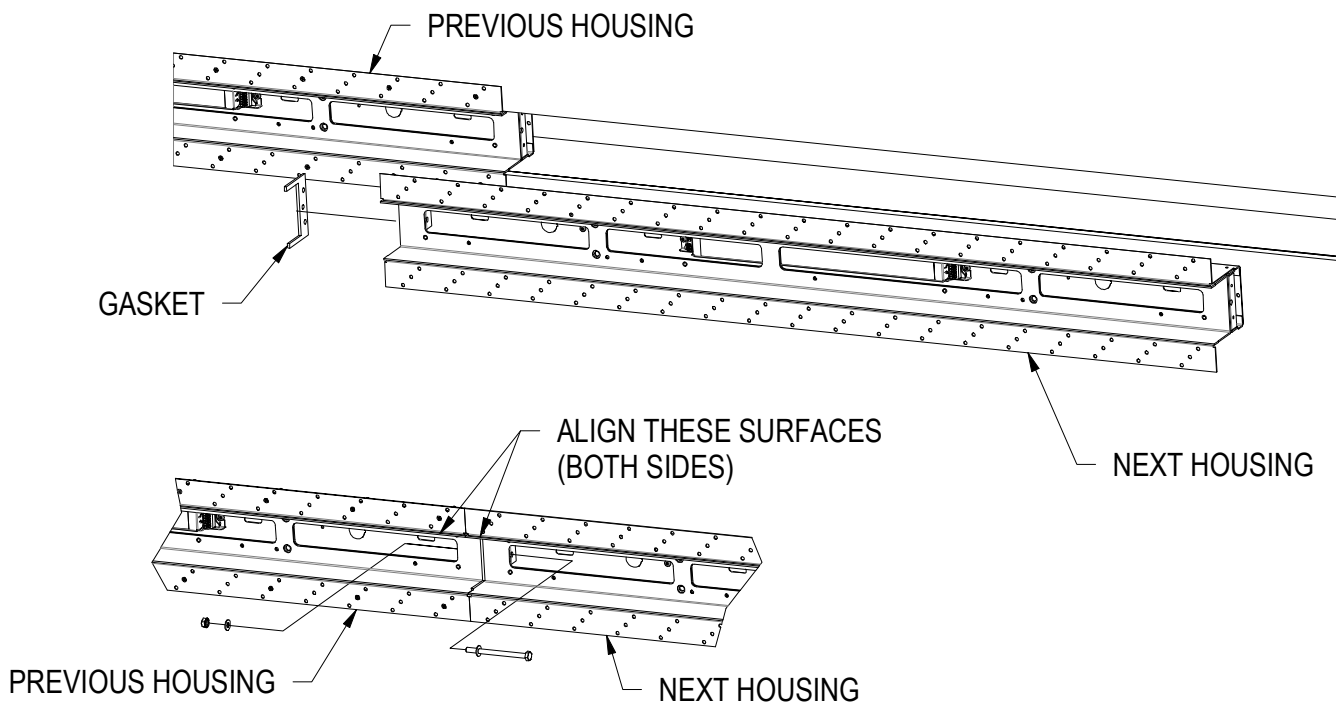 PREVIOUS HOUSING
GASKET
NEXT HOUSING
ALIGN THESE SURFACES
(BOTH SIDES)
PREVIOUS HOUSING
NEXT HOUSING